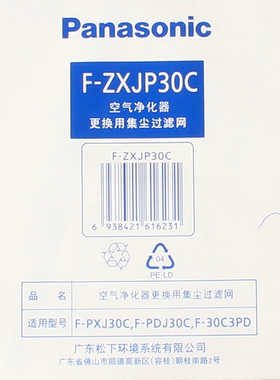 Panasonic
F-ZXJP30C
空气净化器
更换用集尘过滤网
F-ZXJP30C
6 938421 616231
04
PE-LD
品名 空气净化器更换用集尘过滤网
适用型号 F-PXJ30C,F-PDJ30C,F-30C3PD
广东松下环境系统有限公司
广东省佛山市顺德高新区(容桂)朝桂南路2号